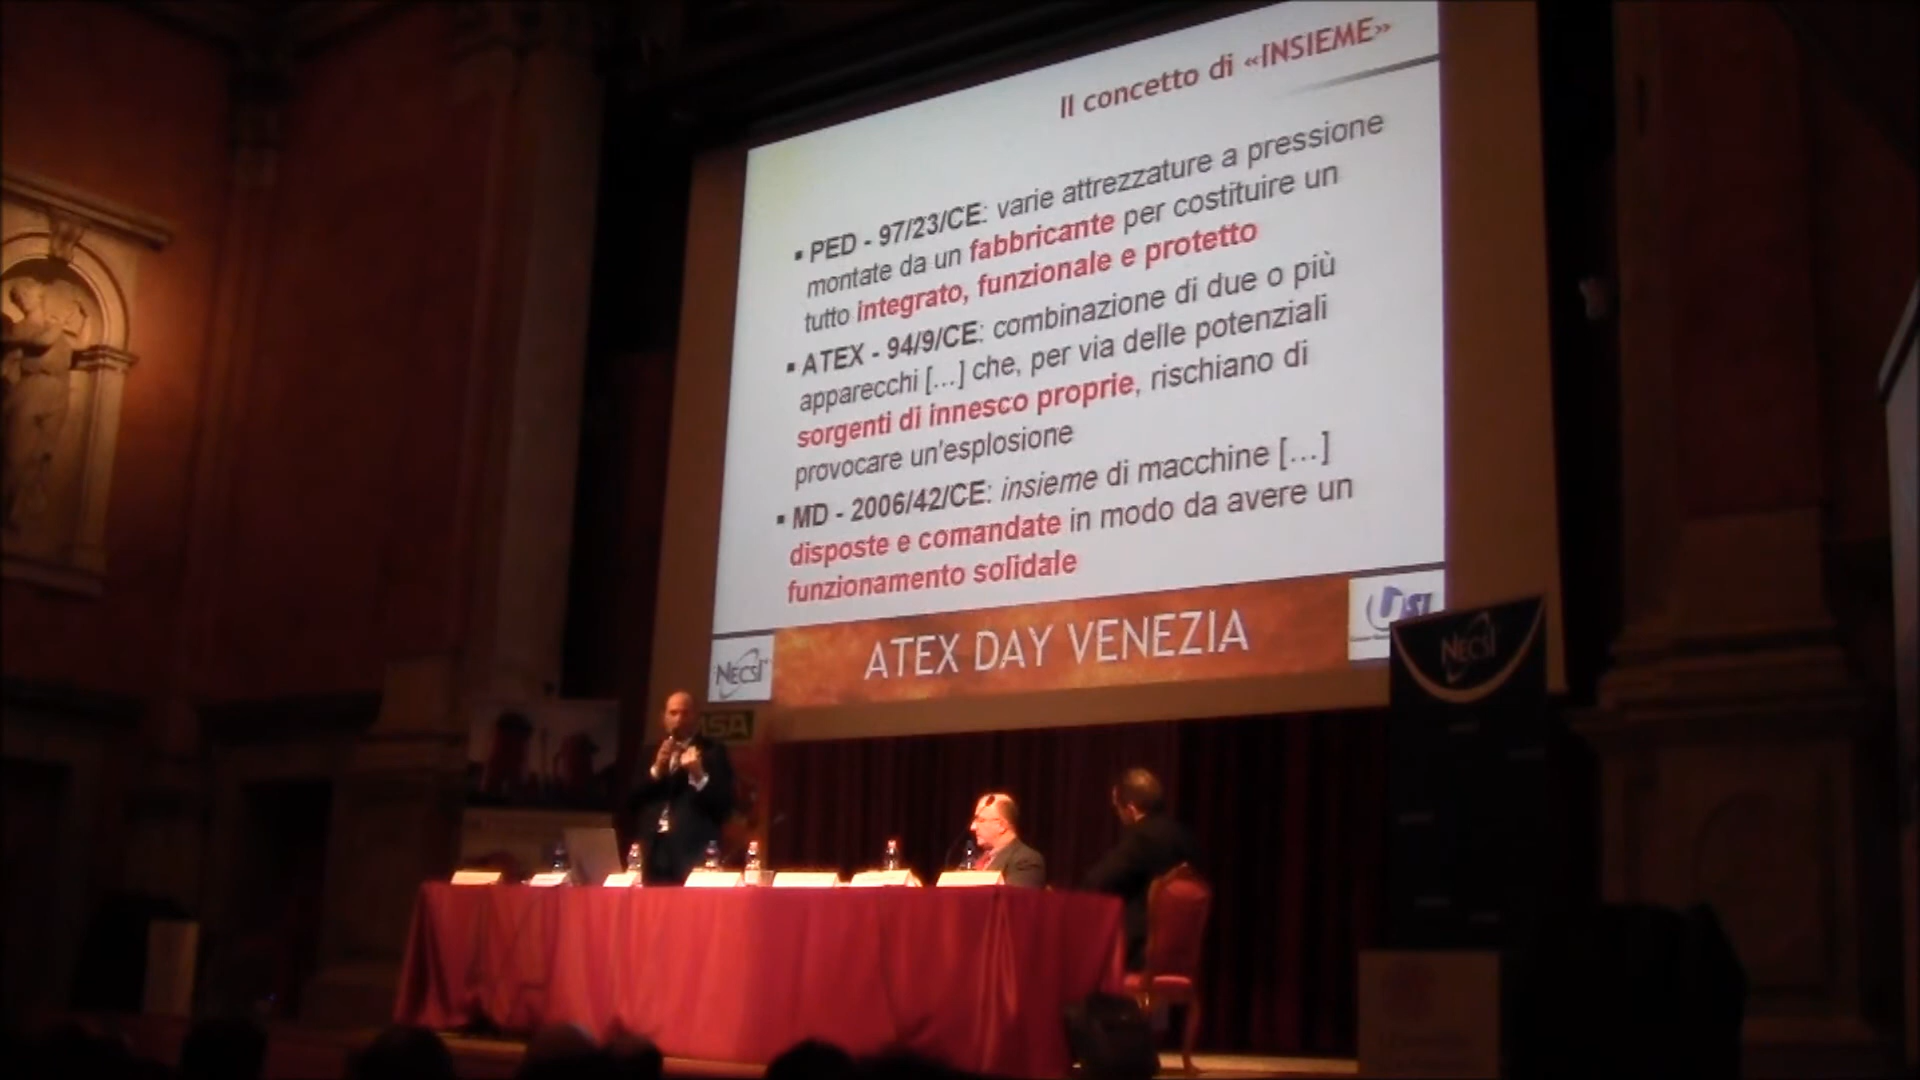 Il concetto di «INSIEME»
▪ PED - 97/23/CE: varie attrezzature a pressione
montate da un fabbricante per costituire un
tutto integrato, funzionale e protetto
▪ ATEX - 94/9/CE: combinazione di due o più
apparecchi [...] che, per via delle potenziali
sorgenti di innesco proprie, rischiano di
provocare un'esplosione
▪ MD - 2006/42/CE: insieme di macchine [...]
disposte e comandate in modo da avere un
funzionamento solidale
NECSI
ATEX DAY VENEZIA
NECSI